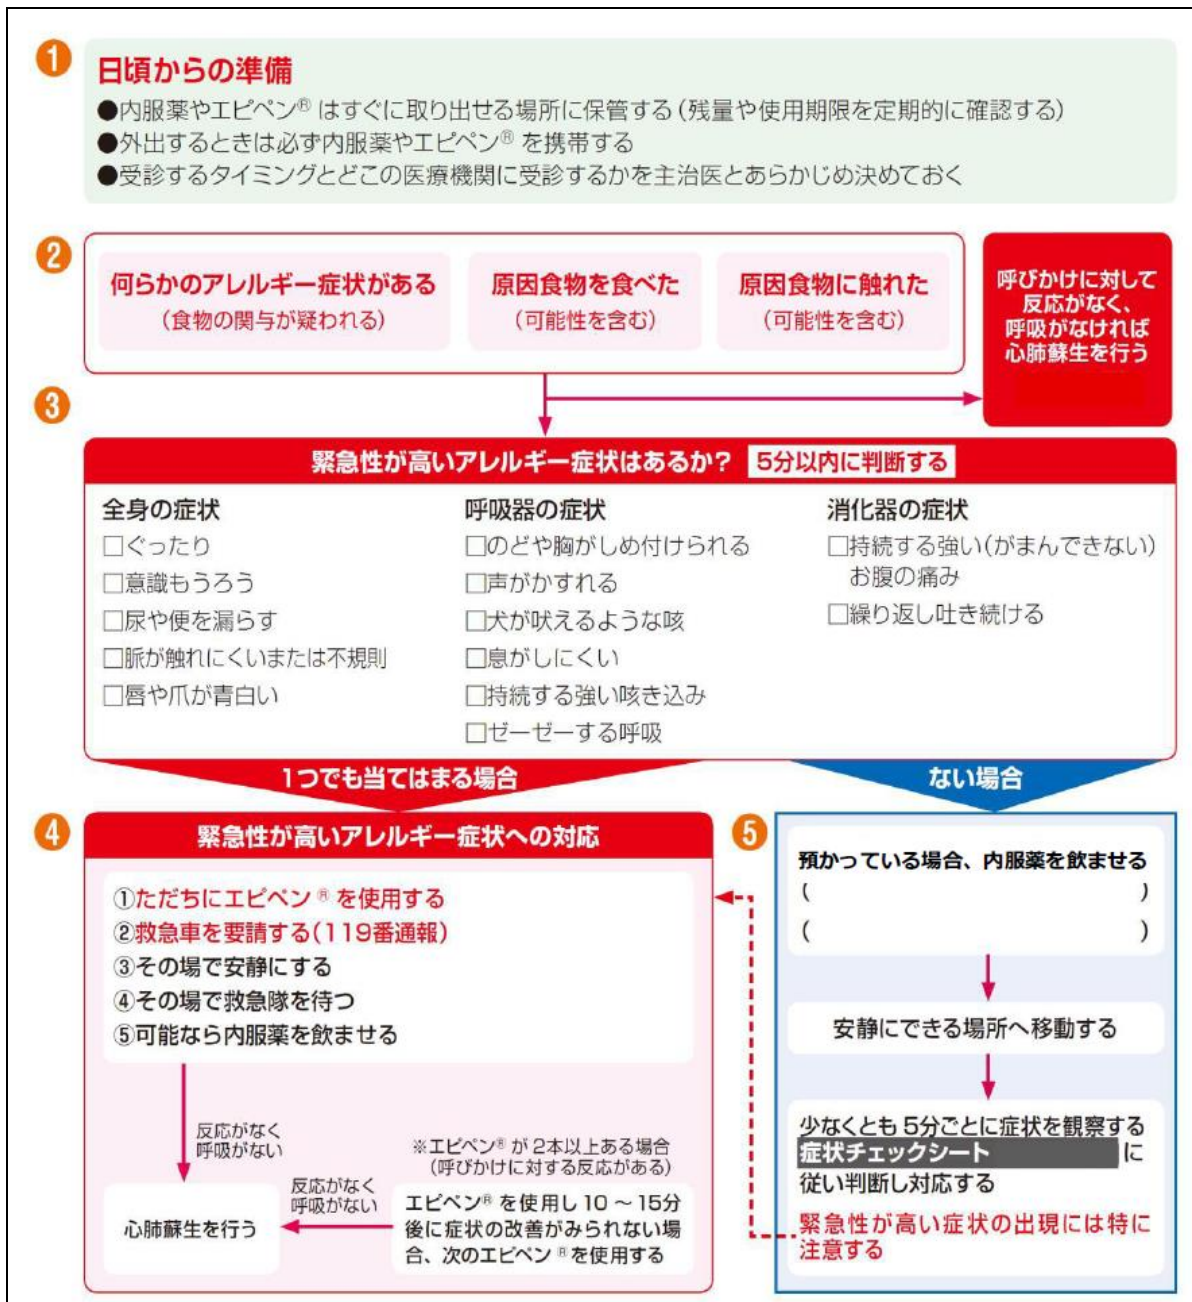 1
日頃からの準備
●内服薬やエピペン® はすぐに取り出せる場所に保管する(残量や使用期限を定期的に確認する)
●外出するときは必ず内服薬やエピペン® を携帯する
●受診するタイミングとどこの医療機関に受診するかを主治医とあらかじめ決めておく
2
何らかのアレルギー症状がある
(食物の関与が疑われる)
原因食物を食べた
(可能性を含む)
原因食物に触れた
(可能性を含む)
呼びかけに対して
反応がなく、
呼吸がなければ
心肺蘇生を行う
3
緊急性が高いアレルギー症状はあるか? 5分以内に判断する
全身の症状
□ぐったり
□意識もうろう
□尿や便を漏らす
□脈が触れにくいまたは不規則
□唇や爪が青白い
呼吸器の症状
□のどや胸がしめ付けられる
□声がかすれる
□犬が吠えるような咳
□息がしにくい
□持続する強い咳き込み
□ゼーゼーする呼吸
消化器の症状
□持続する強い(がまんできない)
お腹の痛み
□繰り返し吐き続ける
1つでも当てはまる場合
ない場合
4
緊急性が高いアレルギー症状への対応
①ただちにエピペン® を使用する
②救急車を要請する(119番通報)
③その場で安静にする
④その場で救急隊を待つ
⑤可能なら内服薬を飲ませる
反応がなく
呼吸がない
心肺蘇生を行う
反応がなく
呼吸がない
※エピペン® が2本以上ある場合
(呼びかけに対する反応がある)
エピペン® を使用し10~15分
後に症状の改善がみられない場
合、次のエピペン® を使用する
5
預かっている場合、内服薬を飲ませる
( )
( )
安静にできる場所へ移動する
少なくとも5分ごとに症状を観察する
症状チェックシート に
従い判断し対応する
緊急性が高い症状の出現には特に
注意する